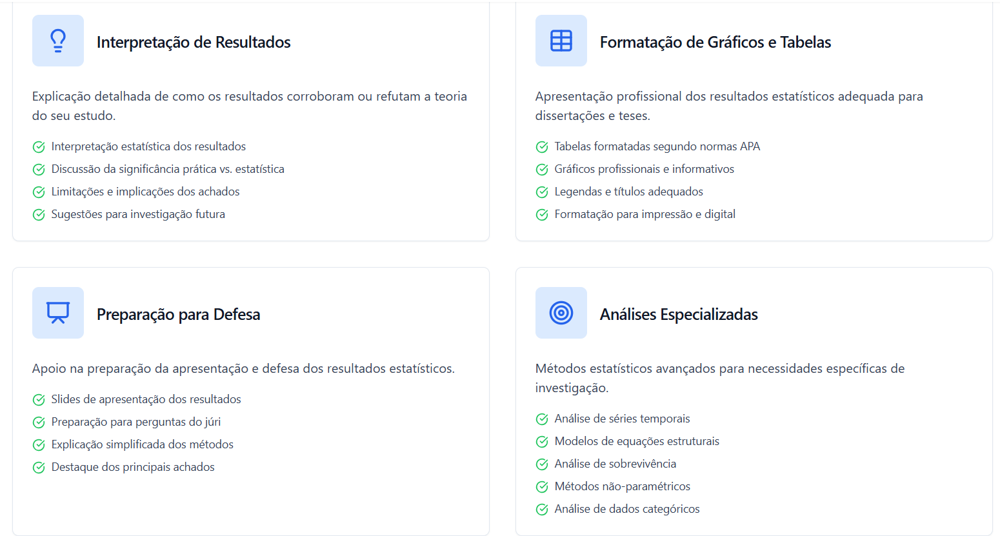 Interpretação de Resultados
Explicação detalhada de como os resultados corroboram ou refutam a teoria
do seu estudo.
Interpretação estatística dos resultados
Discussão da significância prática vs. estatística
Limitações e implicações dos achados
Sugestões para investigação futura
Formatação de Gráficos e Tabelas
Apresentação profissional dos resultados estatísticos adequada para
dissertações e teses.
Tabelas formatadas segundo normas APA
Gráficos profissionais e informativos
Legendas e títulos adequados
Formatação para impressão e digital
Preparação para Defesa
Apoio na preparação da apresentação e defesa dos resultados estatísticos.
Slides de apresentação dos resultados
Preparação para perguntas do júri
Explicação simplificada dos métodos
Destaque dos principais achados
Análises Especializadas
Métodos estatísticos avançados para necessidades específicas de
investigação.
Análise de séries temporais
Modelos de equações estruturais
Análise de sobrevivência
Métodos não-paramétricos
Análise de dados categóricos